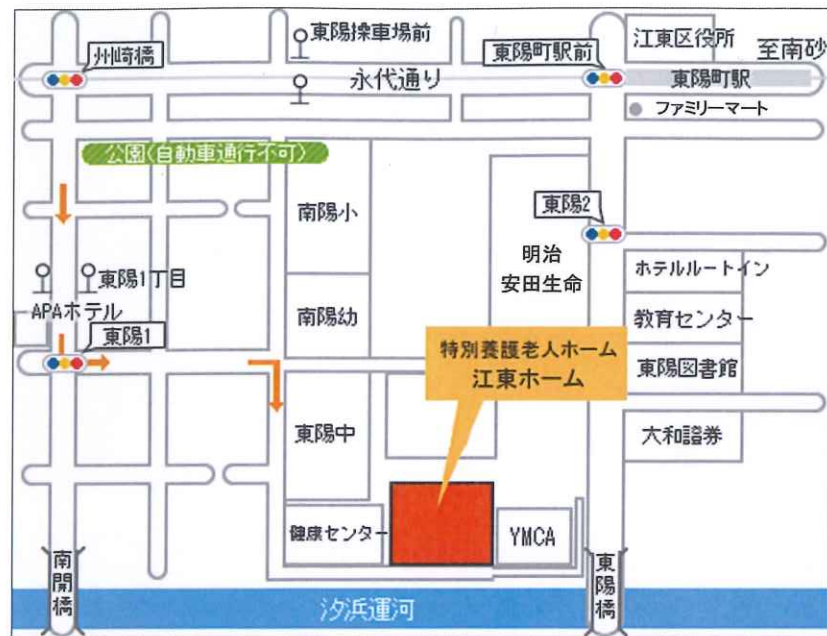 東陽操車場前
江東区役所
至南砂
州崎橋
東陽町駅前
永代通り
東陽町駅
ファミリーマート
公園(自動車通行不可)
東陽2
南陽小
明治
安田生命
ホテルルートイン
東陽1丁目
APAホテル
南陽幼
教育センター
東陽1
特別養護老人ホーム
江東ホーム
東陽図書館
東陽中
大和證券
健康センター
YMCA
南開橋
東陽橋
汐浜運河